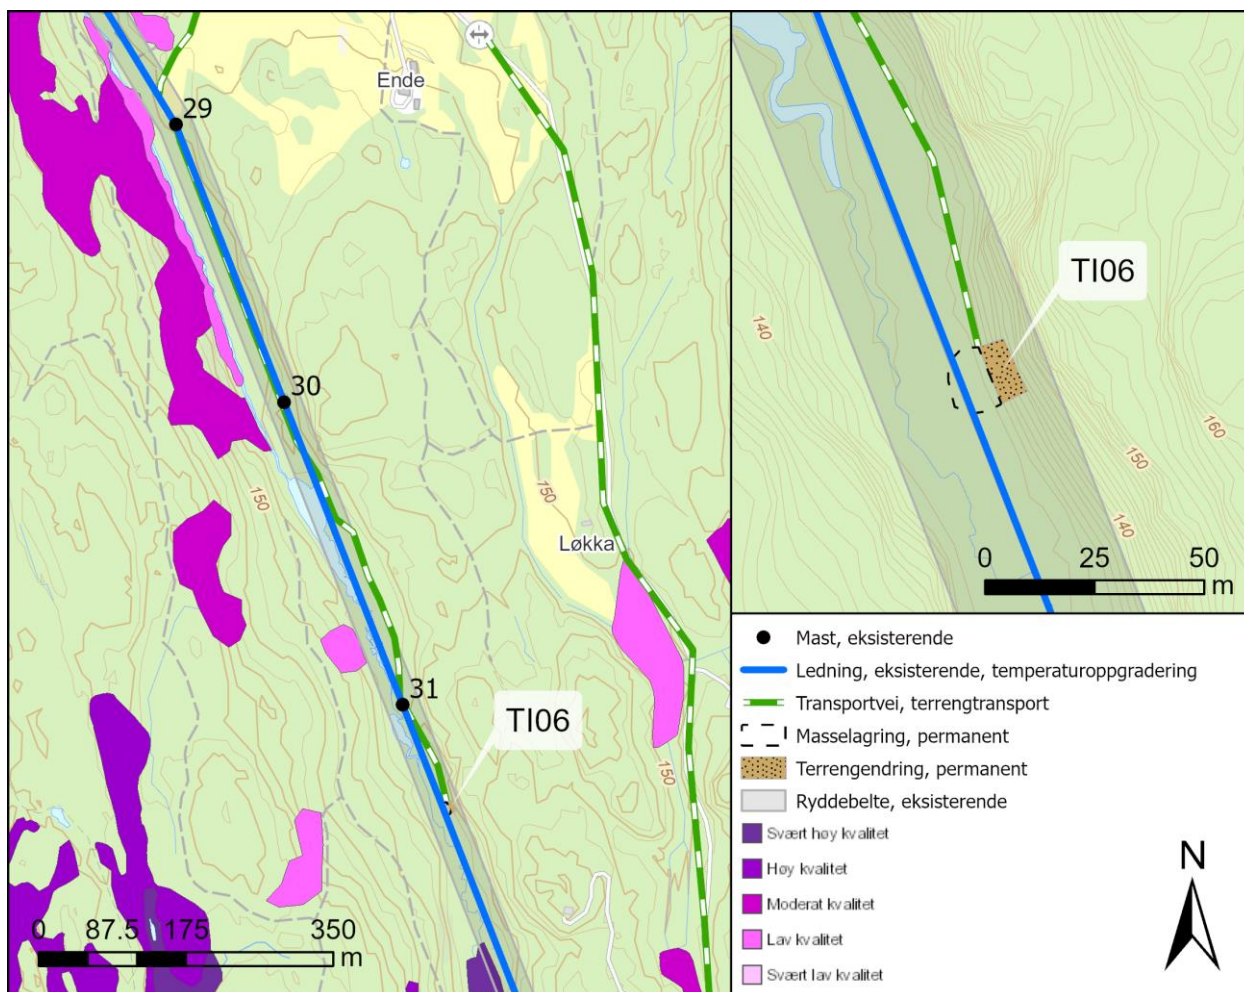 29
Ende
30
150
150
Løkka
31
TI06
150
0 87.5 175 350
m
TI06
140
160
150
140
0 25 50
m
Mast, eksisterende
Ledning, eksisterende, temperaturoppgradering
Transportvei, terrengtransport
Masselagring, permanent
Terrengendring, permanent
Ryddebelte, eksisterende
Svært høy kvalitet
Høy kvalitet
Moderat kvalitet
Lav kvalitet
Svært lav kvalitet
N